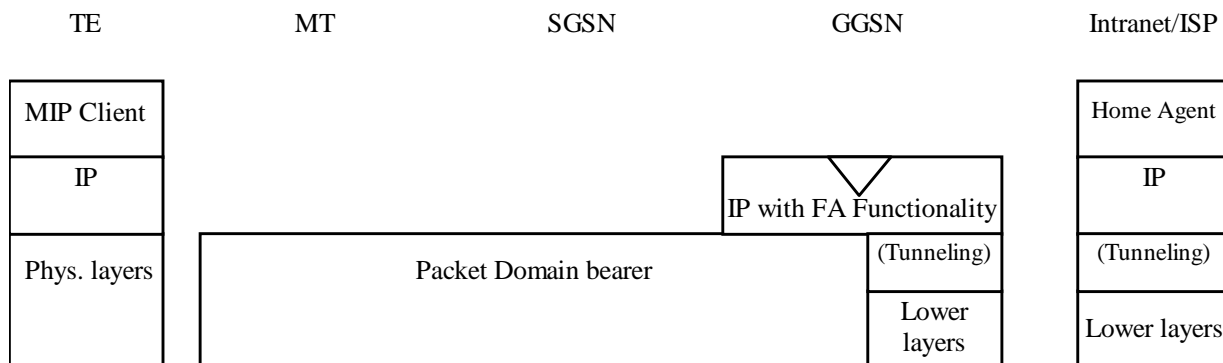 TE MT SGSN GGSN Intranet/ISP
MIP Client Home Agent
IP IP
IP with FA Functionality
Phys. layers Packet Domain bearer (Tunneling) (Tunneling)
Lower
layers Lower layers